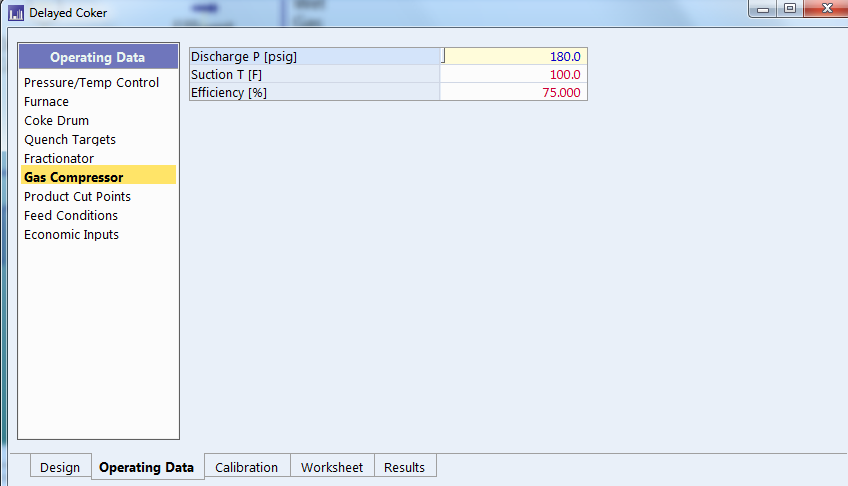 Delayed Coker
Operating Data
Pressure/Temp Control
Furnace
Coke Drum
Quench Targets
Fractionator
Gas Compressor
Product Cut Points
Feed Conditions
Economic Inputs
Discharge P [psig] 180.0
Suction T [F] 100.0
Efficiency [%] 75.000
Design Operating Data Calibration Worksheet Results